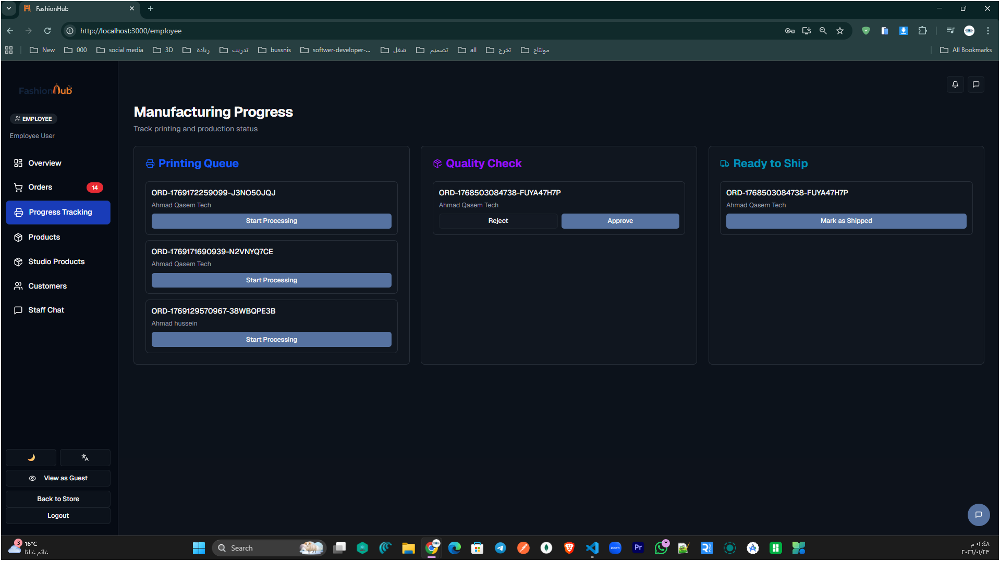 FashionHub
http://localhost:3000/employee
New
000
social media
3D
ريادة
تدريب
bussnis
softwer-developer-...
شغل
تصميم
all
تخرج
مونتاج
All Bookmarks
FashionHub
EMPLOYEE
Employee User
Overview
Orders
14
Progress Tracking
Products
Studio Products
Customers
Staff Chat
View as Guest
Back to Store
Logout
Manufacturing Progress
Track printing and production status
Printing Queue
ORD-1769172259099-J3NO50JQJ
Ahmad Qasem Tech
Start Processing
ORD-1769171690939-N2VNYQ7CE
Ahmad Qasem Tech
Start Processing
ORD-1769129570967-38WBQPE3B
Ahmad hussein
Start Processing
Quality Check
ORD-1768503084738-FUYA47H7P
Ahmad Qasem Tech
Reject
Approve
Ready to Ship
ORD-1768503084738-FUYA47H7P
Ahmad Qasem Tech
Mark as Shipped
3
16°C
غائم غالبًا
Search
zoom
Pr
٣
٠٢:٤٨ م
٢٠٢٦/٠١/٢٣